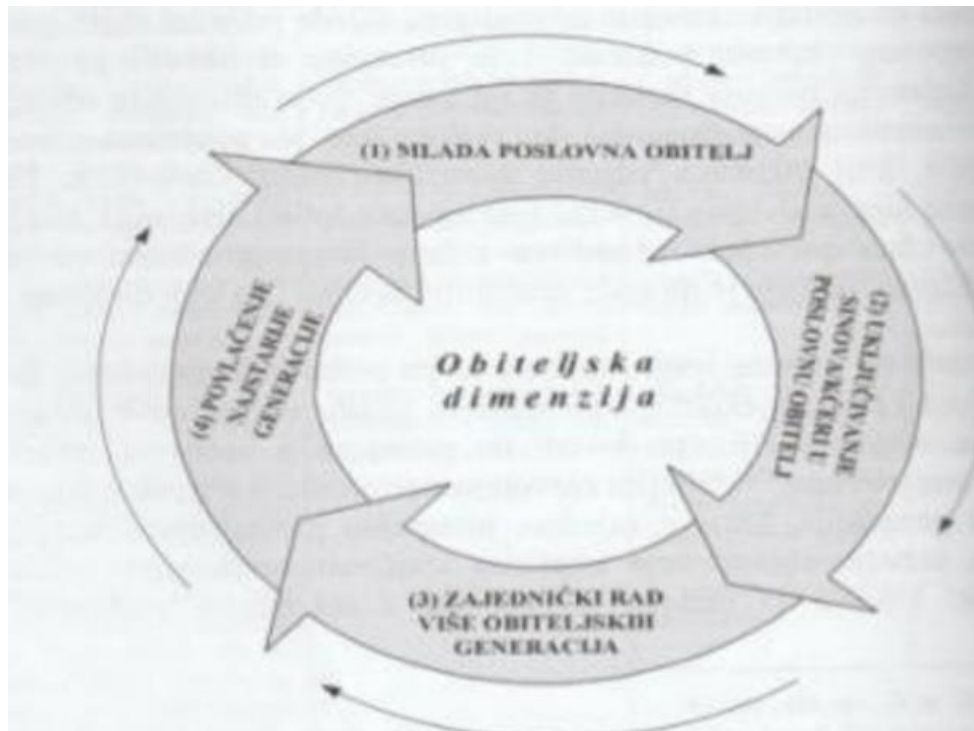 (1) MLADA POSLOVNA OBITELJ
(2) UKLJUČIVANJE
SINOVA/KĆERI U
POSLOVNU OBITELJ
(3) ZAJEDNIČKI RAD
VIŠE OBITELJSKIH
GENERACIJA
(4) POVLAČENJE
NAJSTARIJE
GENERACIJE
Obiteljska
dimenzija